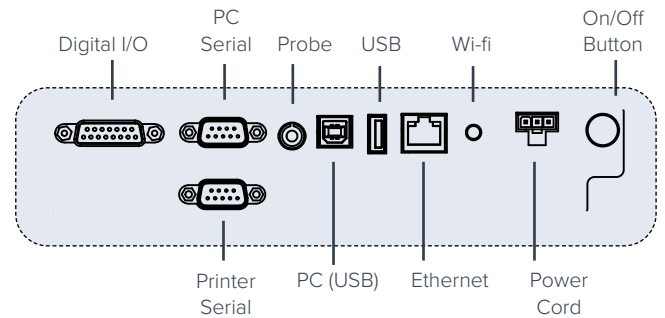 Digital I/O
PC
Serial
Probe
USB
Wi-fi
On/Off
Button
Printer
Serial
PC (USB)
Ethernet
Power
Cord